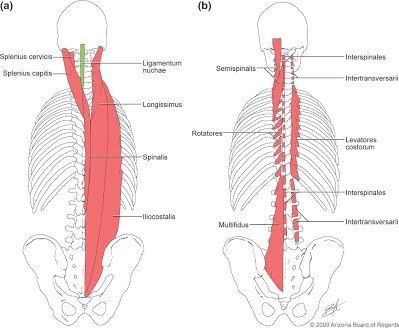 (a)
Splenius cervicis
Splenius capitis
Ligamentum
nuchae
Longissimus
Spinalis
Iliocostalis
(b)
Semispinalis
Rotatores
Multifidus
Interspinales
Intertransversarii
Levatores
costorum
Interspinales
Intertransversarii
© 2009 Arizona Board of Regents